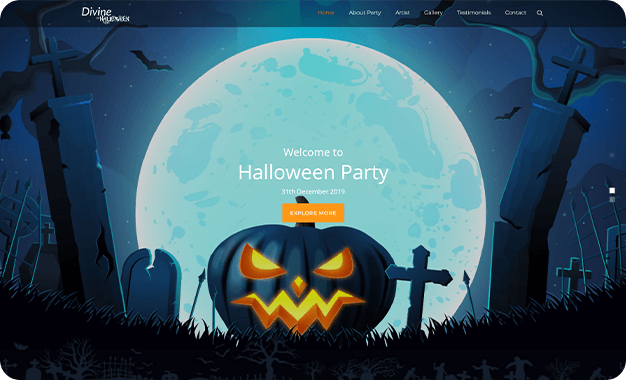 Divine
HALLOWEEN
Home About Party Artist Gallery Testimonials Contact
Welcome to
Halloween Party
31th December 2019
EXPLORE MORE